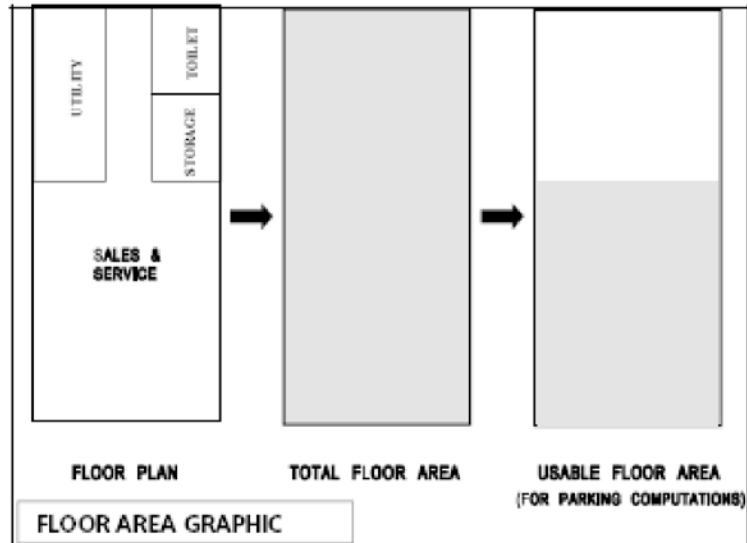 UTILITY
TOILET
STORAGE
SALES &
SERVICE
FLOOR PLAN
TOTAL FLOOR AREA
USABLE FLOOR AREA
(FOR PARKING COMPUTATIONS)
FLOOR AREA GRAPHIC